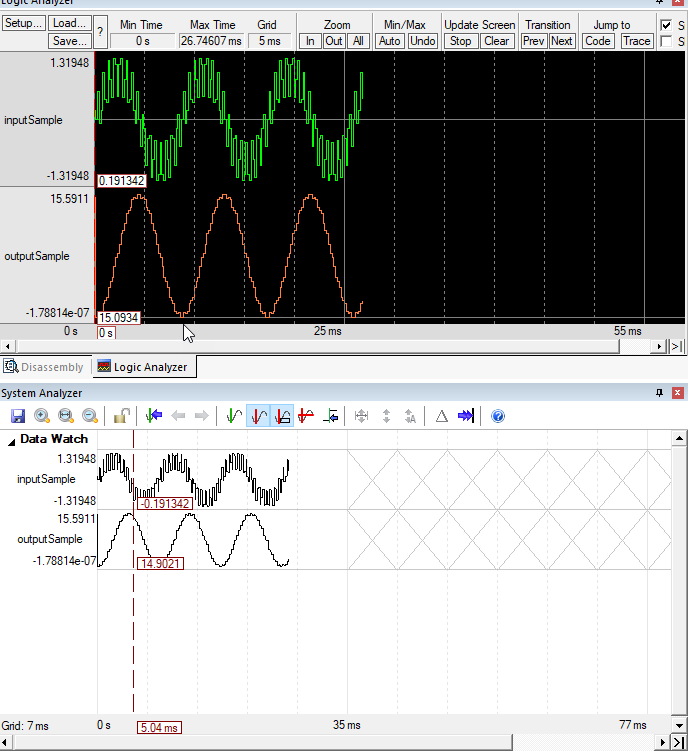 Logic Analyzer
Setup... Load... Save... ? Min Time Max Time Grid Zoom Min/Max Update Screen Transition Jump to S
0 s 26.74607 ms 5 ms In Out All Auto Undo Stop Clear Prev Next Code Trace S
1.31948
inputSample
-1.31948
0.191342
15.5911
outputSample
-1.78814e-07
15.0934
0 s 0 s 25 ms 55 ms
Disassembly Logic Analyzer
System Analyzer
Data Watch
1.31948
inputSample
-1.31948
-0.191342
15.5911
outputSample
-1.78814e-07
14.9021
Grid: 7 ms 0 s 5.04 ms 35 ms 77 ms